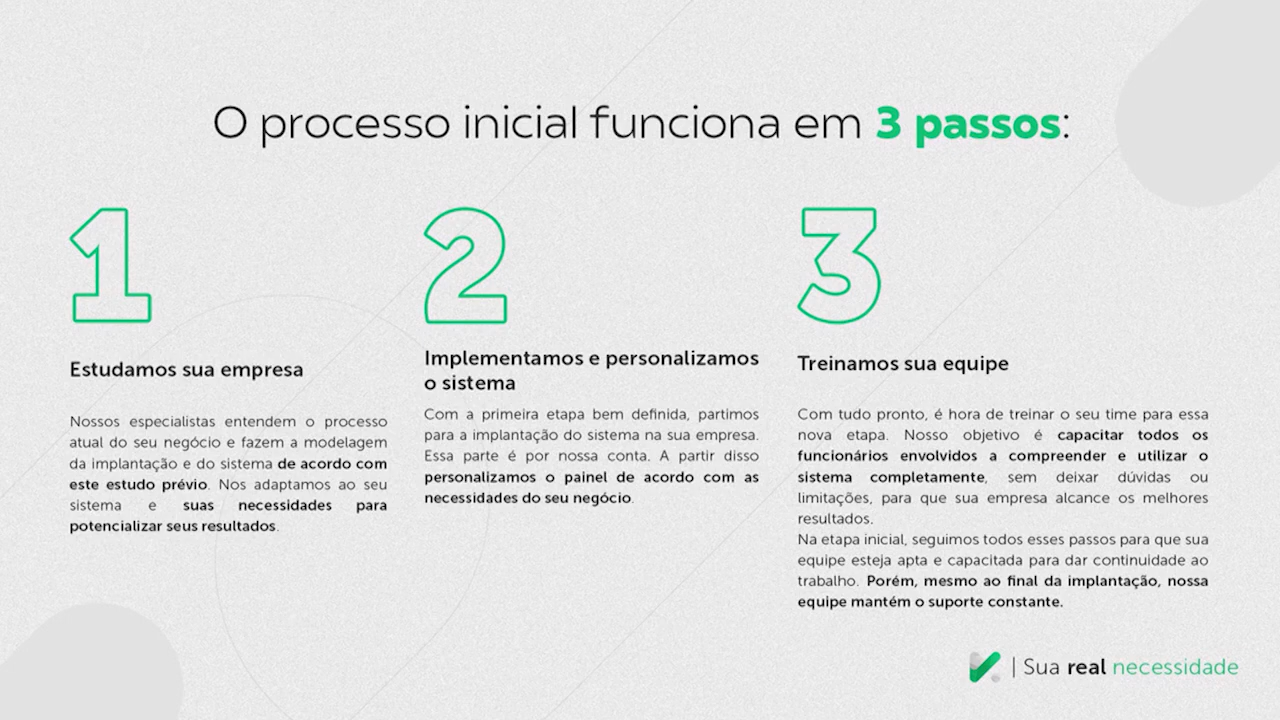 O processo inicial funciona em 3 passos:
1
Estudamos sua empresa
Nossos especialistas entendem o processo
atual do seu negócio e fazem a modelagem
da implantação e do sistema de acordo com
este estudo prévio. Nos adaptamos ao seu
sistema e suas necessidades para
potencializar seus resultados.
2
Implementamos e personalizamos
o sistema
Com a primeira etapa bem definida, partimos
para a implantação do sistema na sua empresa.
Essa parte é por nossa conta. A partir disso
personalizamos o painel de acordo com as
necessidades do seu negócio.
3
Treinamos sua equipe
Com tudo pronto, é hora de treinar o seu time para essa
nova etapa. Nosso objetivo é capacitar todos os
funcionários envolvidos a compreender e utilizar o
sistema completamente, sem deixar dúvidas ou
limitações, para que sua empresa alcance os melhores
resultados.
Na etapa inicial, seguimos todos esses passos para que sua
equipe esteja apta e capacitada para dar continuidade ao
trabalho. Porém, mesmo ao final da implantação, nossa
equipe mantém o suporte constante.
| Sua real necessidade